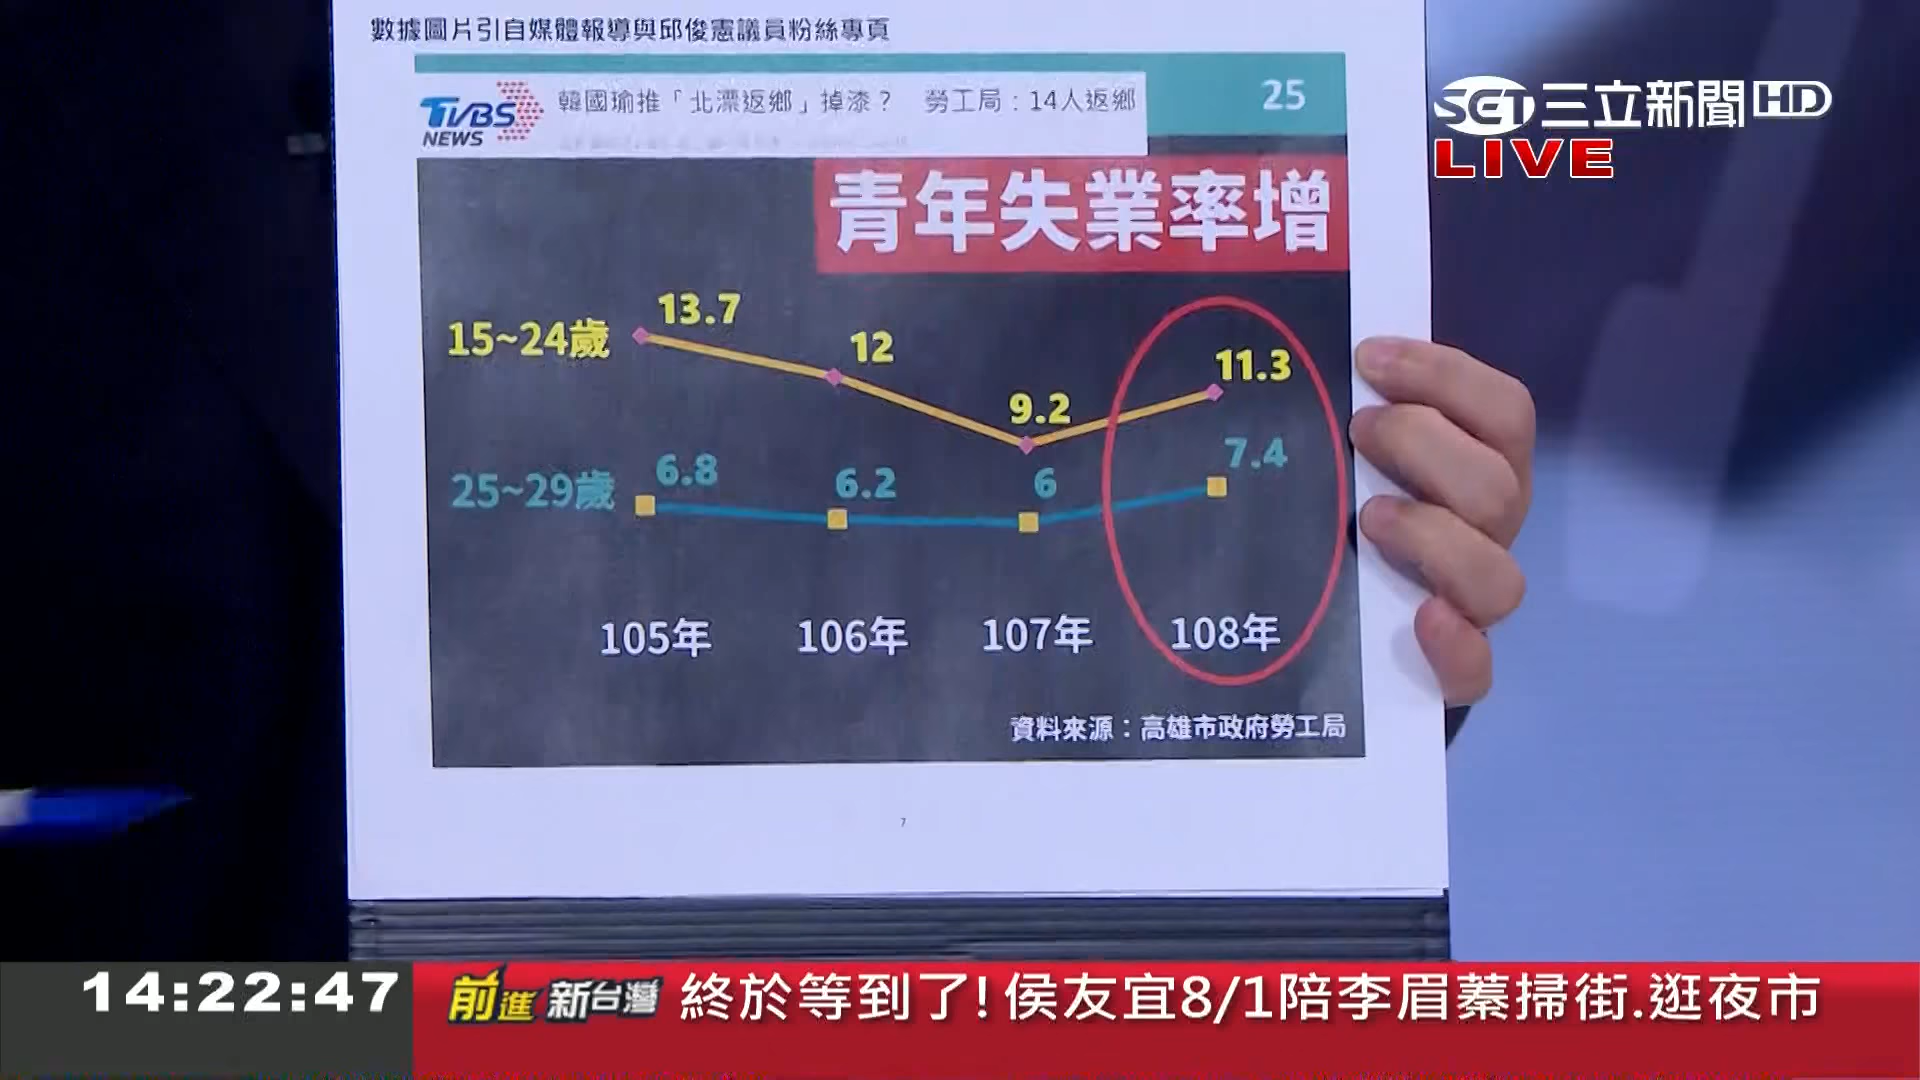 數據圖片引自媒體報導與邱俊憲議員粉絲專頁
TVBS NEWS
韓國瑜推「北漂返鄉」掉漆？ 勞工局：14人返鄉
25
SET三立新聞HD
LIVE
青年失業率增
13.7
12
11.3
15~24歲
9.2
7.4
25~29歲
6.8
6.2
6
105年 106年 107年 108年
資料來源：高雄市政府勞工局
7
14:22:47
前進新台灣
終於等到了!侯友宜8/1陪李眉蓁掃街.逛夜市